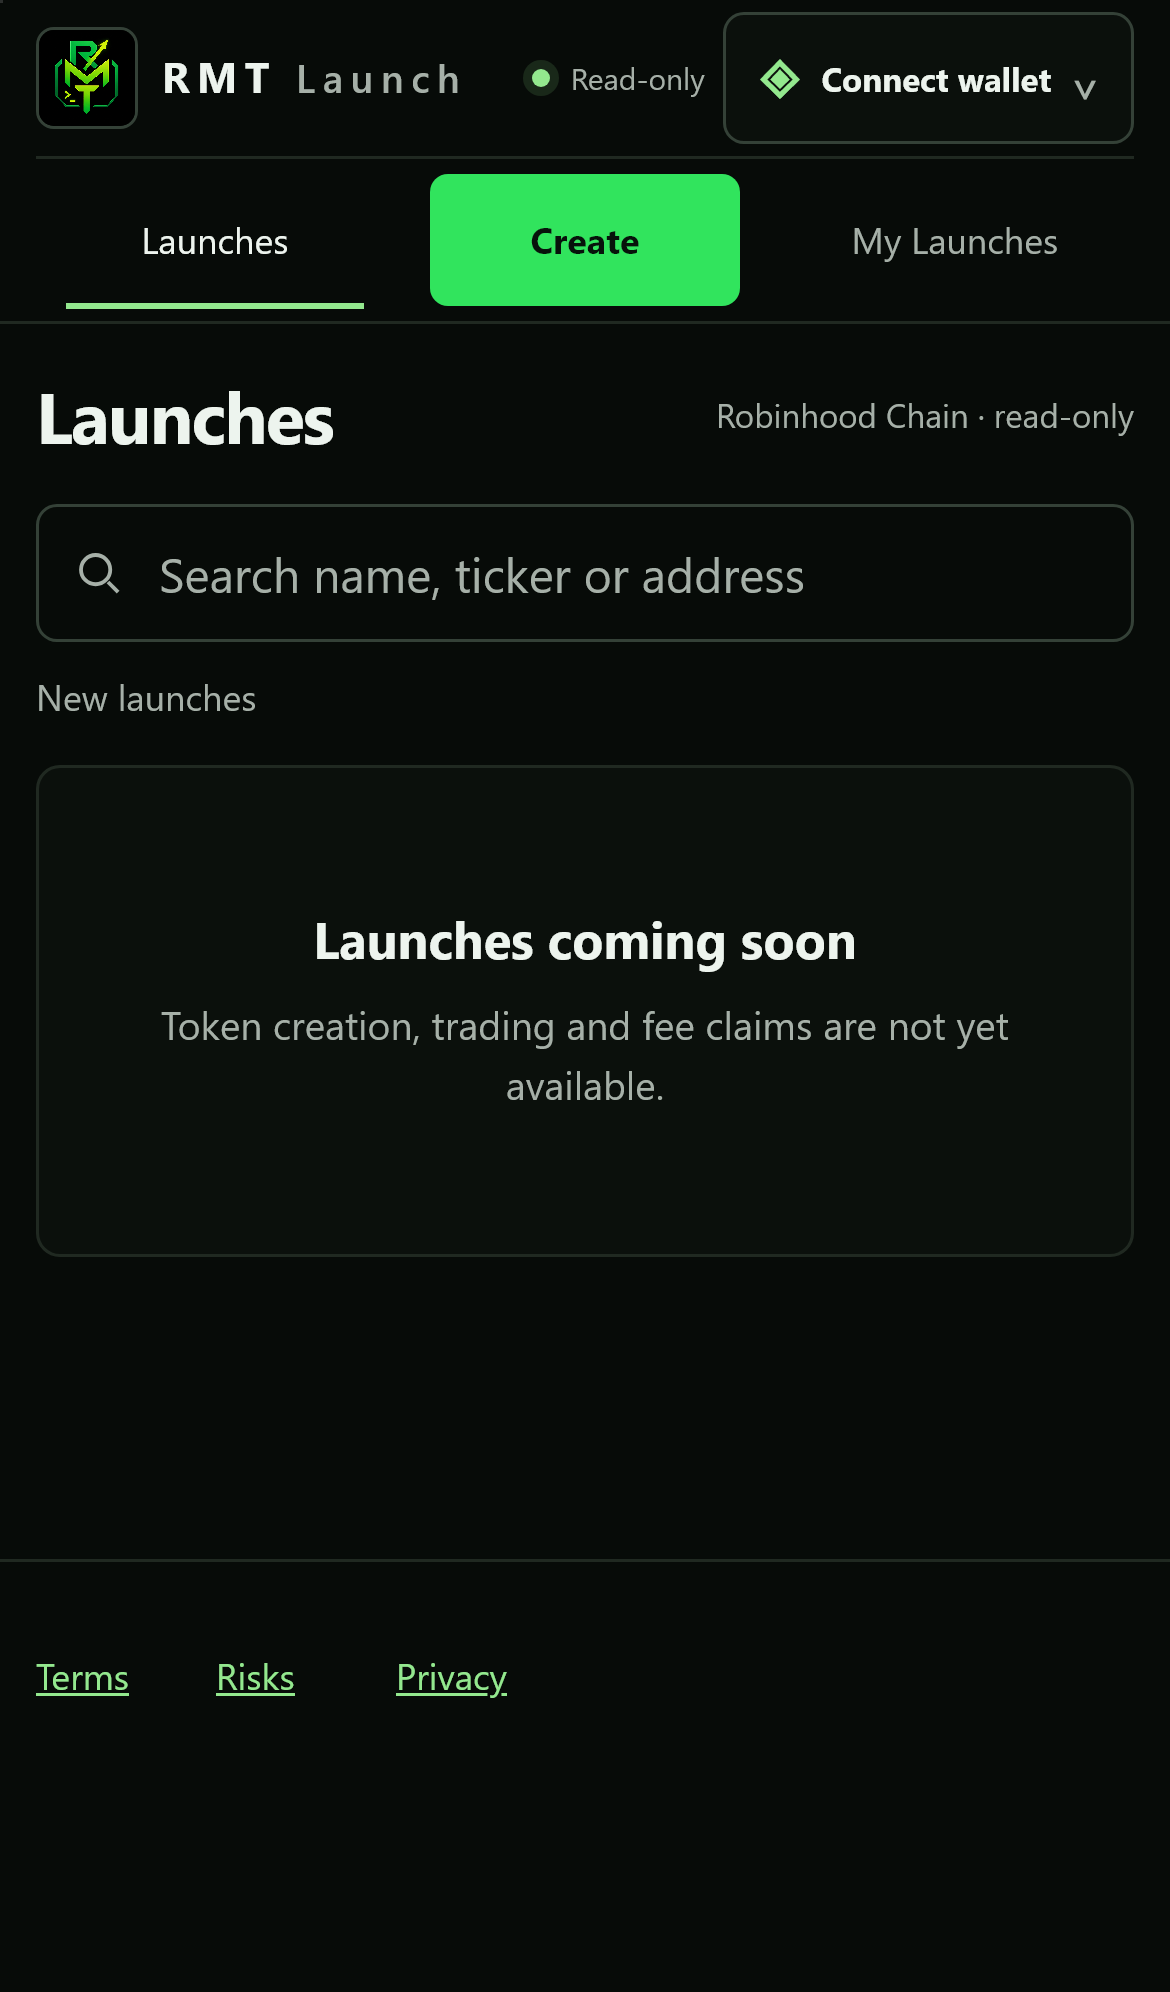 RMT Launch
Read-only
Connect wallet
Launches
Create
My Launches
Launches
Robinhood Chain · read-only
Search name, ticker or address
New launches
Launches coming soon
Token creation, trading and fee claims are not yet
available.
Terms
Risks
Privacy